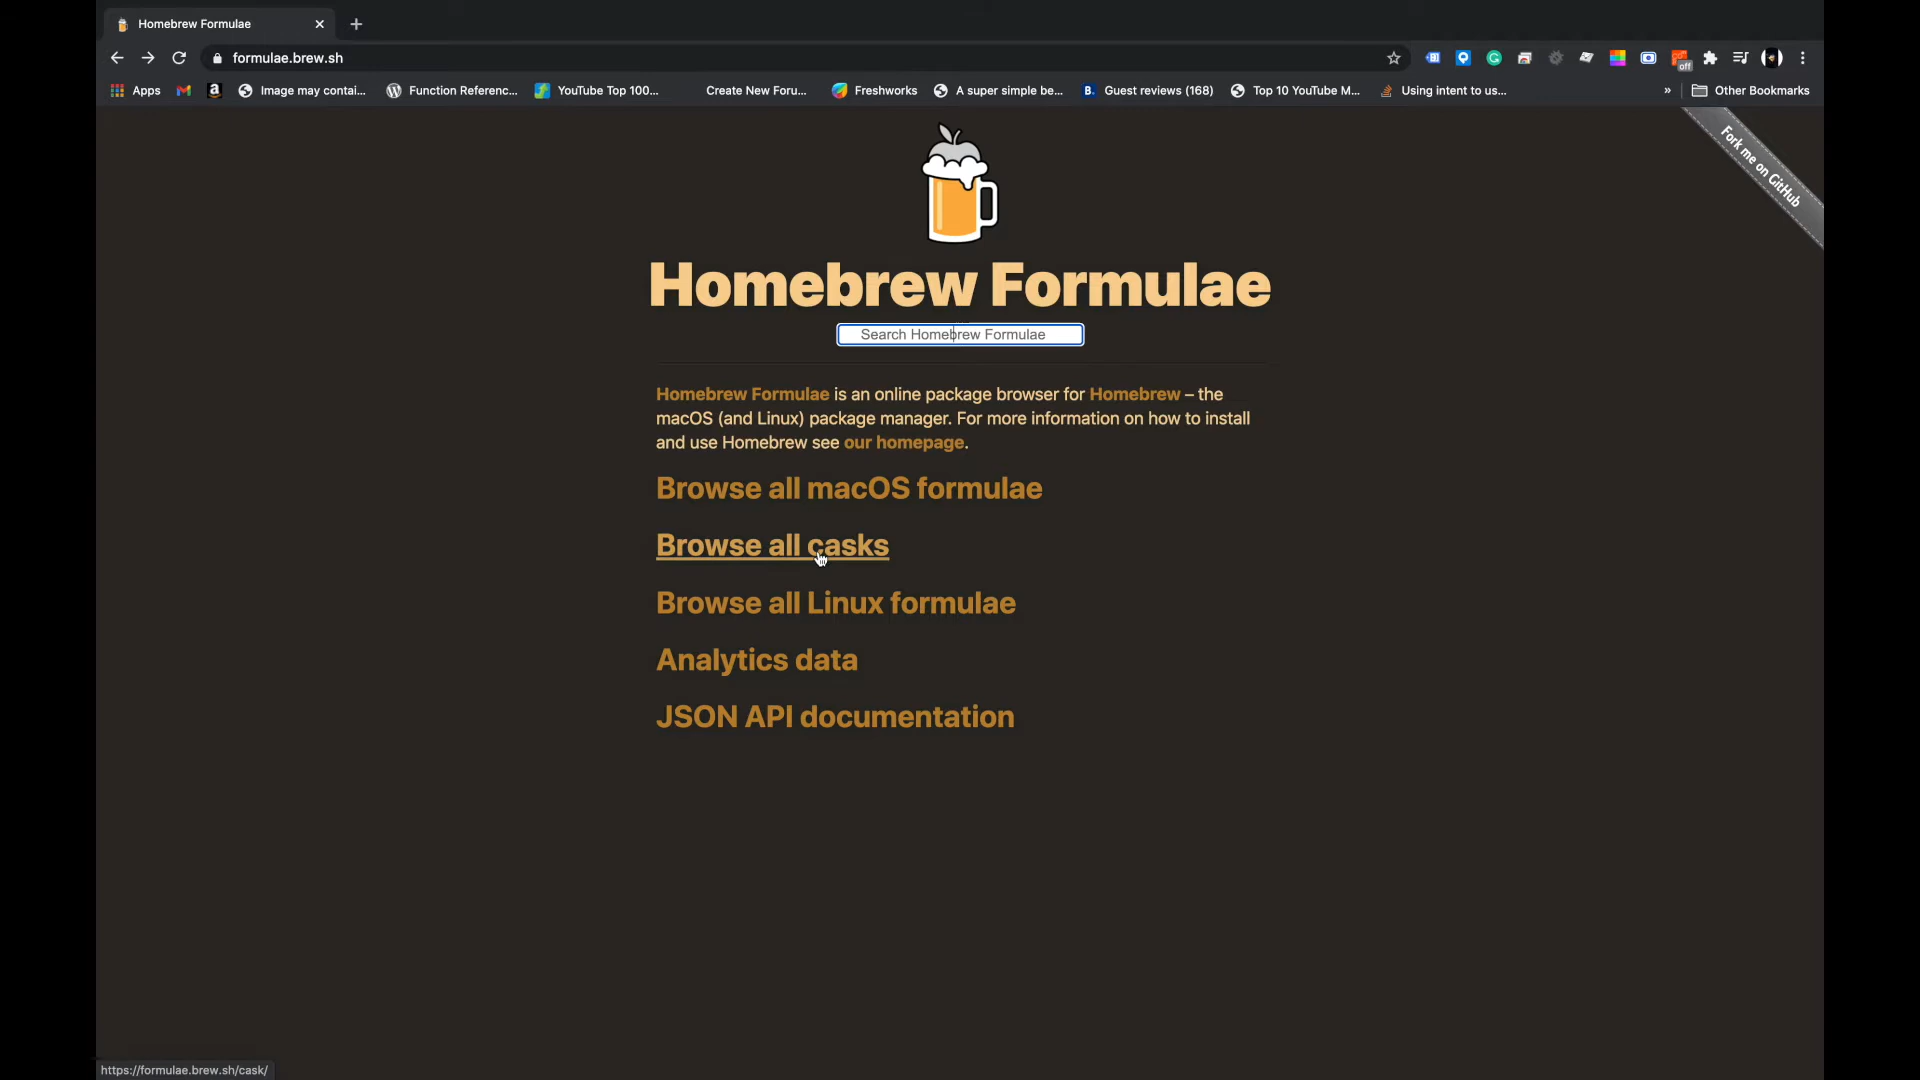 Homebrew Formulae
formulae.brew.sh
off
Apps
Image may contai...
Function Referenc...
YouTube Top 100...
Create New Foru...
Freshworks
A super simple be...
B.
Guest reviews (168)
Top 10 YouTube M...
Using intent to us...
»
Other Bookmarks
Fork me on GitHub
Homebrew Formulae
Search Homebrew Formulae
Homebrew Formulae is an online package browser for Homebrew – the
macOS (and Linux) package manager. For more information on how to install
and use Homebrew see our homepage.
Browse all macOS formulae
Browse all casks
Browse all Linux formulae
Analytics data
JSON API documentation
https://formulae.brew.sh/cask/